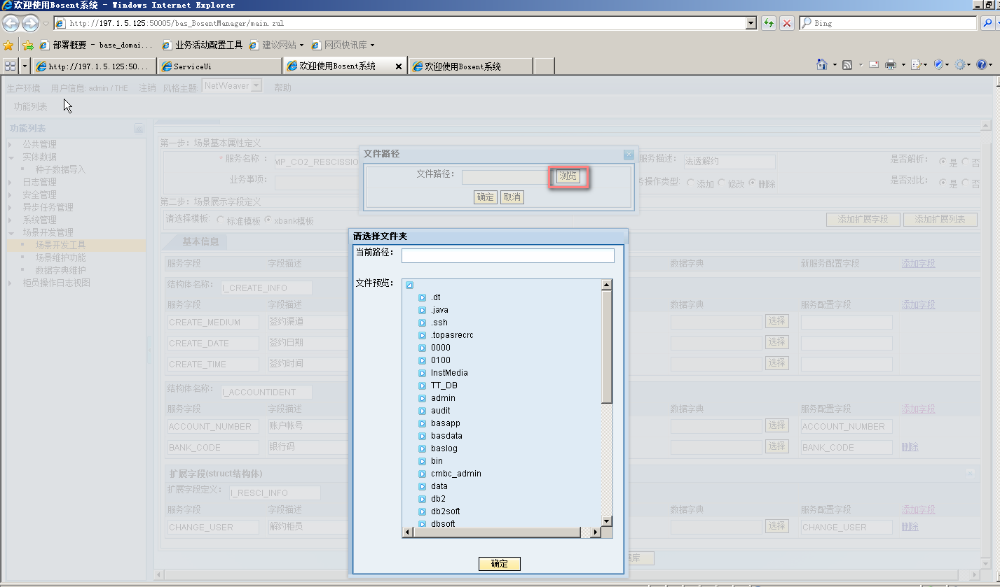 欢迎使用Bosent系统 - Windows Internet Explorer
http://197.1.5.125:50005/bas_BosentManager/main.zul
Bing
部署概要 - base_domai... 业务活动配置工具 建议网站 网页快讯库
http://197.1.5.125:50... ServiceUi 欢迎使用Bosent系统 欢迎使用Bosent系统
生产环境 用户信息: admin / THE 注销 风格主题: NetWeaver 帮助
功能列表
功能列表
公共管理
实体数据
种子数据导入
日志管理
安全管理
异步任务管理
系统管理
场景开发管理
场景开发工具
场景维护功能
数据字典维护
柜员操作日志视图
第一步: 场景基本属性定义
* 服务名称 : MP_CO2_RESCISSIO 服务描述: 法透解约 是否解析: 是 否
业务事项: 务操作类型: 添加 修改 删除 是否对比: 是 否
第二步: 场景展示字段定义
请选择模板: 标准模板 xbank模板 添加扩展字段 添加扩展列表
基本信息
服务字段 字段描述 数据字典 新服务配置字段 添加字段
结构体名称: I_CREATE_INFO
服务字段 字段描述 数据字典 服务配置字段 添加字段
CREATE_MEDIUM 签约渠道 选择
CREATE_DATE 签约日期 选择
CREATE_TIME 签约时间 选择
结构体名称: I_ACCOUNTIDENT
服务字段 字段描述 数据字典 服务配置字段 添加字段
ACCOUNT_NUMBER 账户帐号 选择 ACCOUNT_NUMBER
BANK_CODE 银行码 选择 BANK_CODE 删除
扩展字段(struct结构体)
扩展字段定义: I_RESCI_INFO
服务字段 字段描述 数据字典 服务配置字段 添加字段
CHANGE_USER 解约柜员 选择 CHANGE_USER 删除
文件路径
文件路径: 浏览
确定 取消
请选择文件夹
当前路径:
文件预览:
.dt
.java
.ssh
.topasrecrc
0000
0100
InstMedia
TT_DB
admin
audit
basapp
basdata
baslog
bin
cmbc_admin
data
db2
db2soft
dbsoft
确定